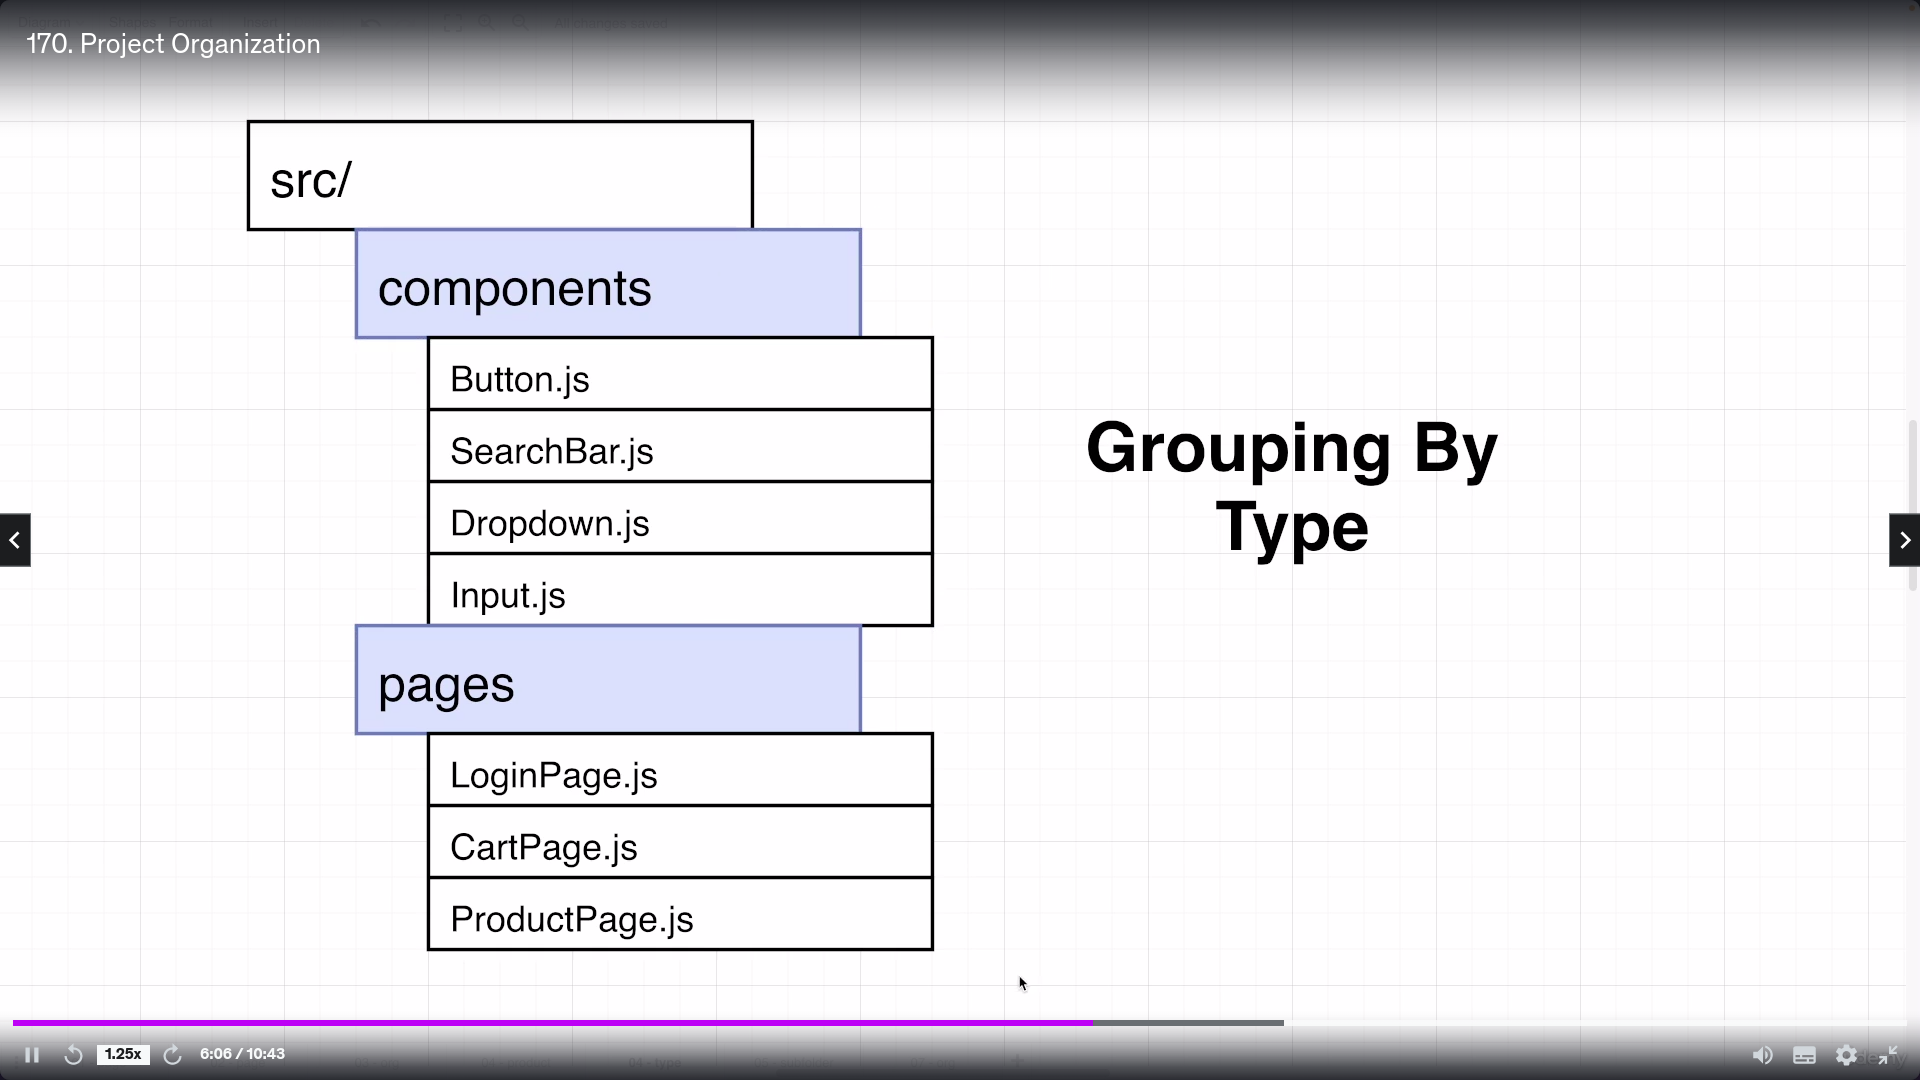 170. Project Organization
src/
components
Button.js
SearchBar.js
Dropdown.js
Input.js
pages
LoginPage.js
CartPage.js
ProductPage.js
Grouping By
Type
1.25x
6:06 / 10:43